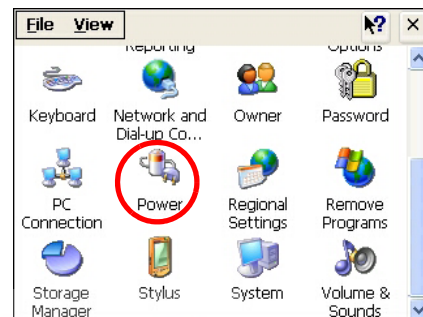 File View
Reporting Options
Keyboard Network and Owner Password
Dial-up Co...
PC Power Regional Remove
Connection Settings Programs
Storage Stylus System Volume &
Manager Sounds